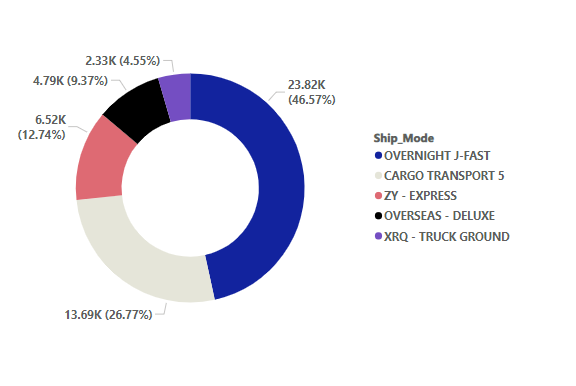 2.33K (4.55%)
4.79K (9.37%)
6.52K
(12.74%)
23.82K
(46.57%)
13.69K (26.77%)
Ship_Mode
OVERNIGHT J-FAST
CARGO TRANSPORT 5
ZY - EXPRESS
OVERSEAS - DELUXE
XRQ - TRUCK GROUND